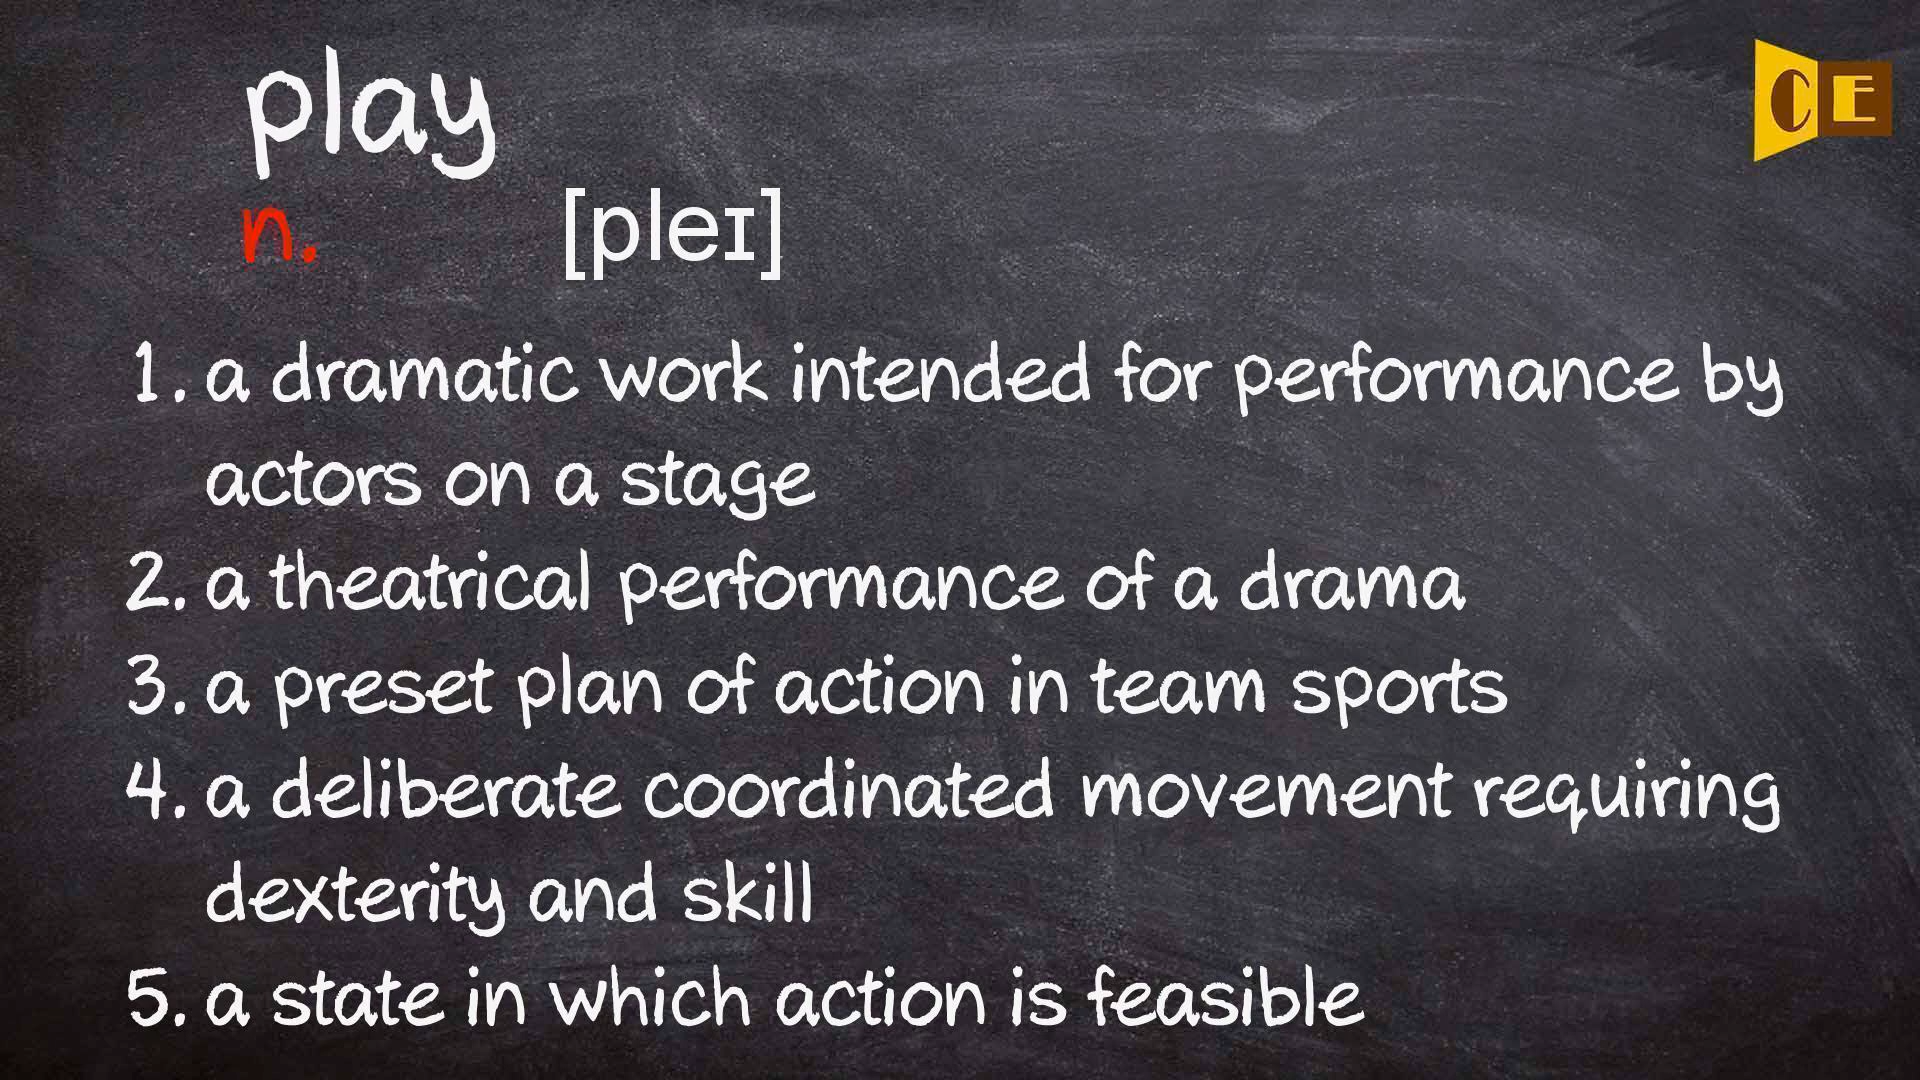 play
CE
n. [pleɪ]
1. a dramatic work intended for performance by
actors on a stage
2. a theatrical performance of a drama
3. a preset plan of action in team sports
4. a deliberate coordinated movement requiring
dexterity and skill
5. a state in which action is feasible